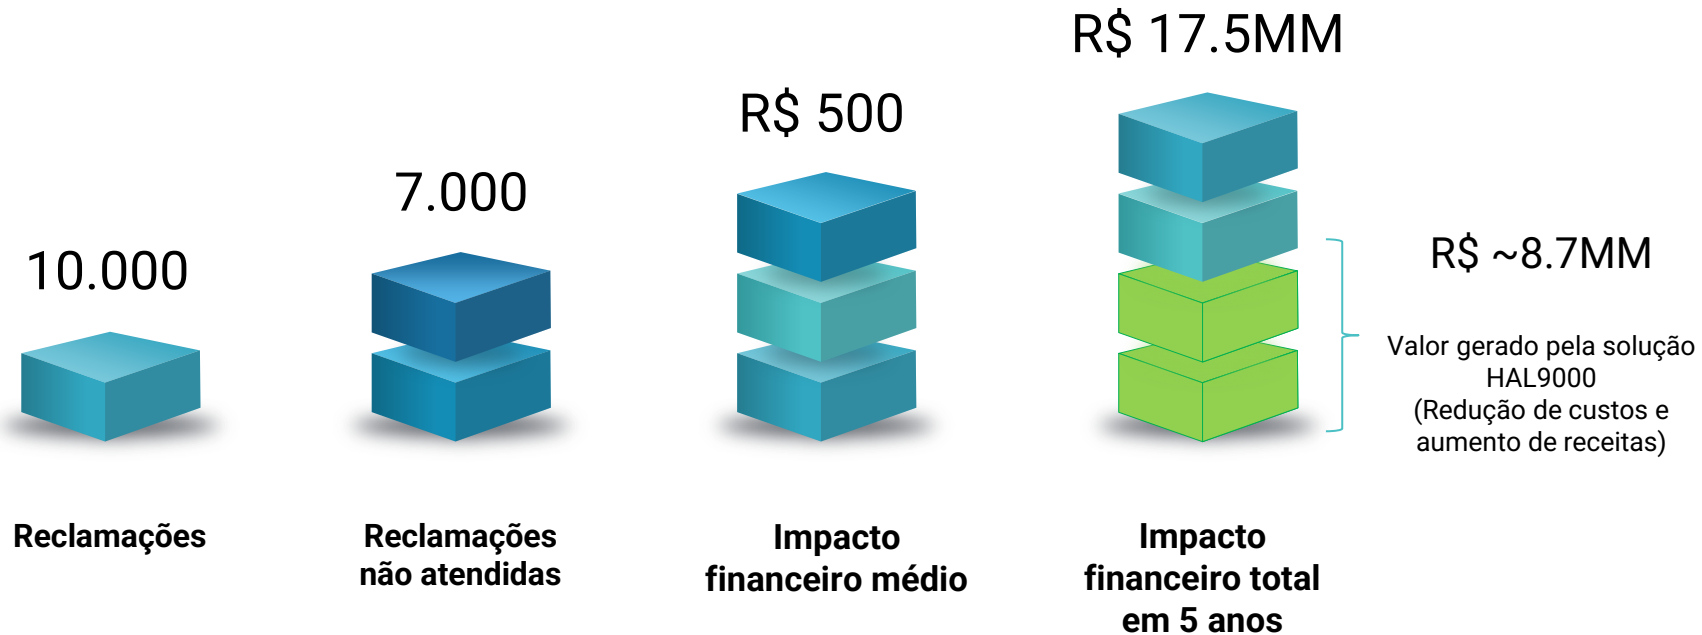 10.000
Reclamações
7.000
Reclamações
não atendidas
R$ 500
Impacto
financeiro médio
R$ 17.5MM
Impacto
financeiro total
em 5 anos
R$ ~8.7MM
Valor gerado pela solução
HAL9000
(Redução de custos e
aumento de receitas)